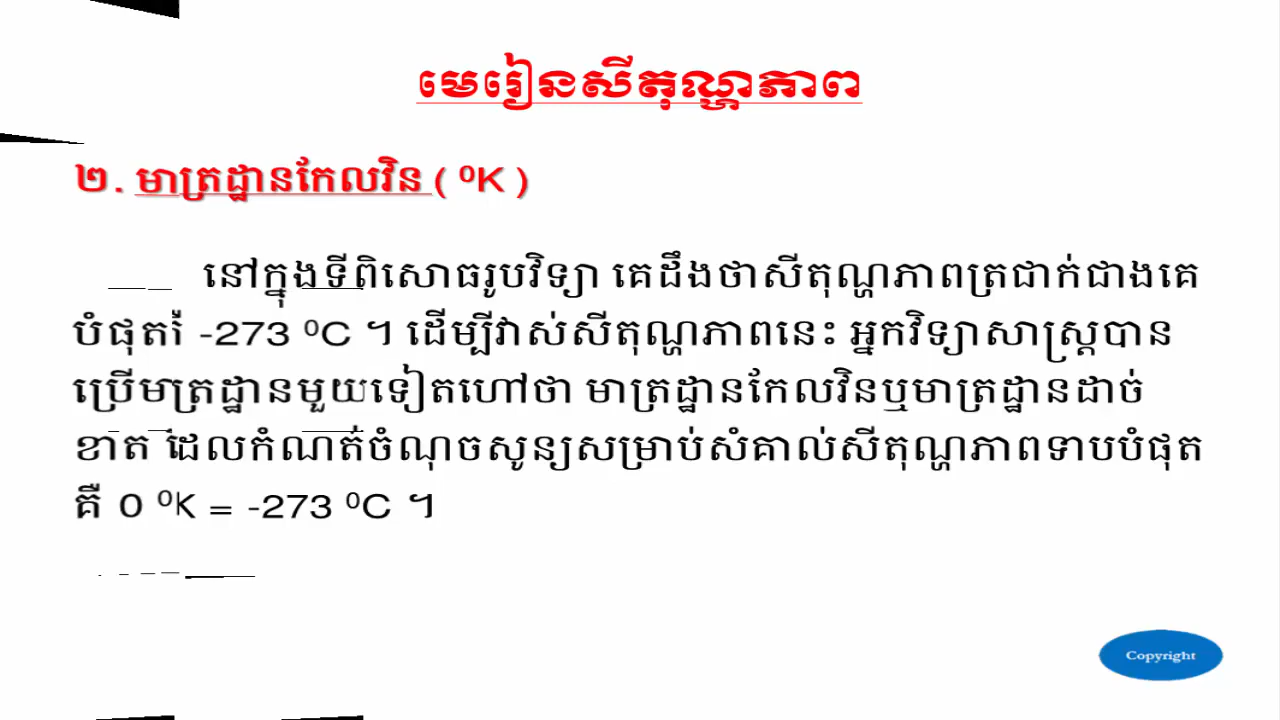 មេរៀនសីតុណ្ហភាព
២. មាត្រដ្ឋានកែលវិន ( ⁰K )
នៅក្នុងទីពិសោធរូបវិទ្យា គេដឹងថាសីតុណ្ហភាពត្រជាក់ជាងគេ
បំផុតគឺ -273 ⁰C ។ ដើម្បីវាស់សីតុណ្ហភាពនេះ អ្នកវិទ្យាសាស្ត្របាន
ប្រើមាត្រដ្ឋានមួយទៀតហៅថា មាត្រដ្ឋានកែលវិនឬមាត្រដ្ឋានដាច់
ខាត ដែលកំណត់ចំណុចសូន្យសម្រាប់សំគាល់សីតុណ្ហភាពទាបបំផុត
គឺ 0 ⁰K = -273 ⁰C ។
Copyright